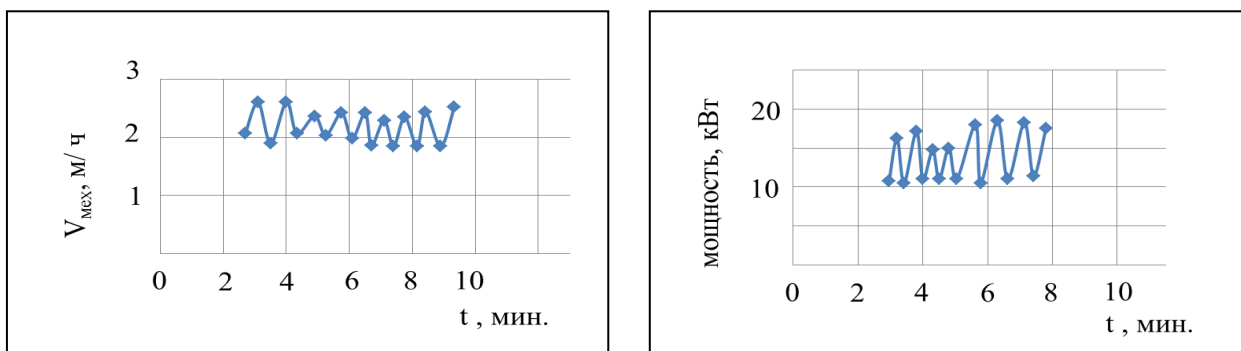 3
2
1
Vмех, м/ ч
0 2 4 6 8 10
t , мин.
20
10
мощность, кВт
0 2 4 6 8 10
t , мин.